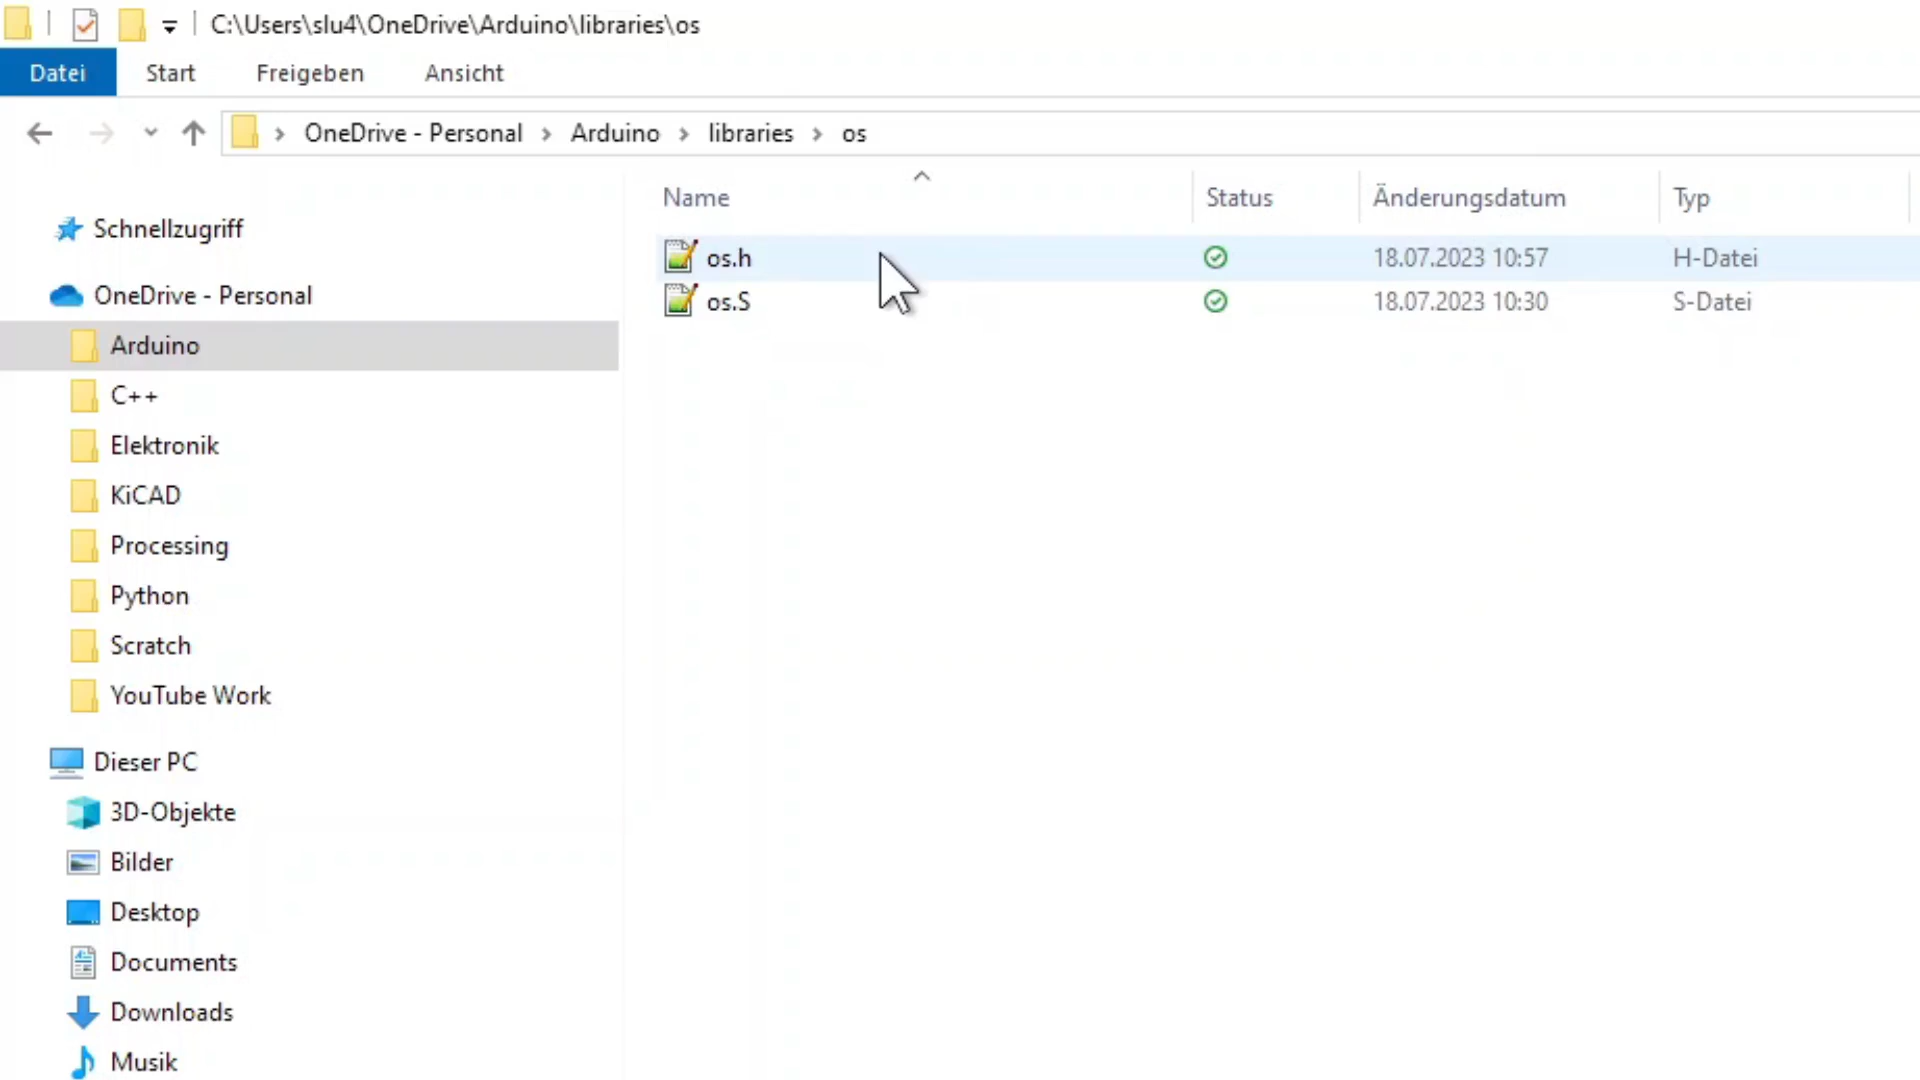 C:\Users\slu4\OneDrive\Arduino\libraries\os
Datei Start Freigeben Ansicht
OneDrive - Personal Arduino libraries os
Name Status Änderungsdatum Typ
os.h 18.07.2023 10:57 H-Datei
os.S 18.07.2023 10:30 S-Datei
Schnellzugriff
OneDrive - Personal
Arduino
C++
Elektronik
KiCAD
Processing
Python
Scratch
YouTube Work
Dieser PC
3D-Objekte
Bilder
Desktop
Documents
Downloads
Musik